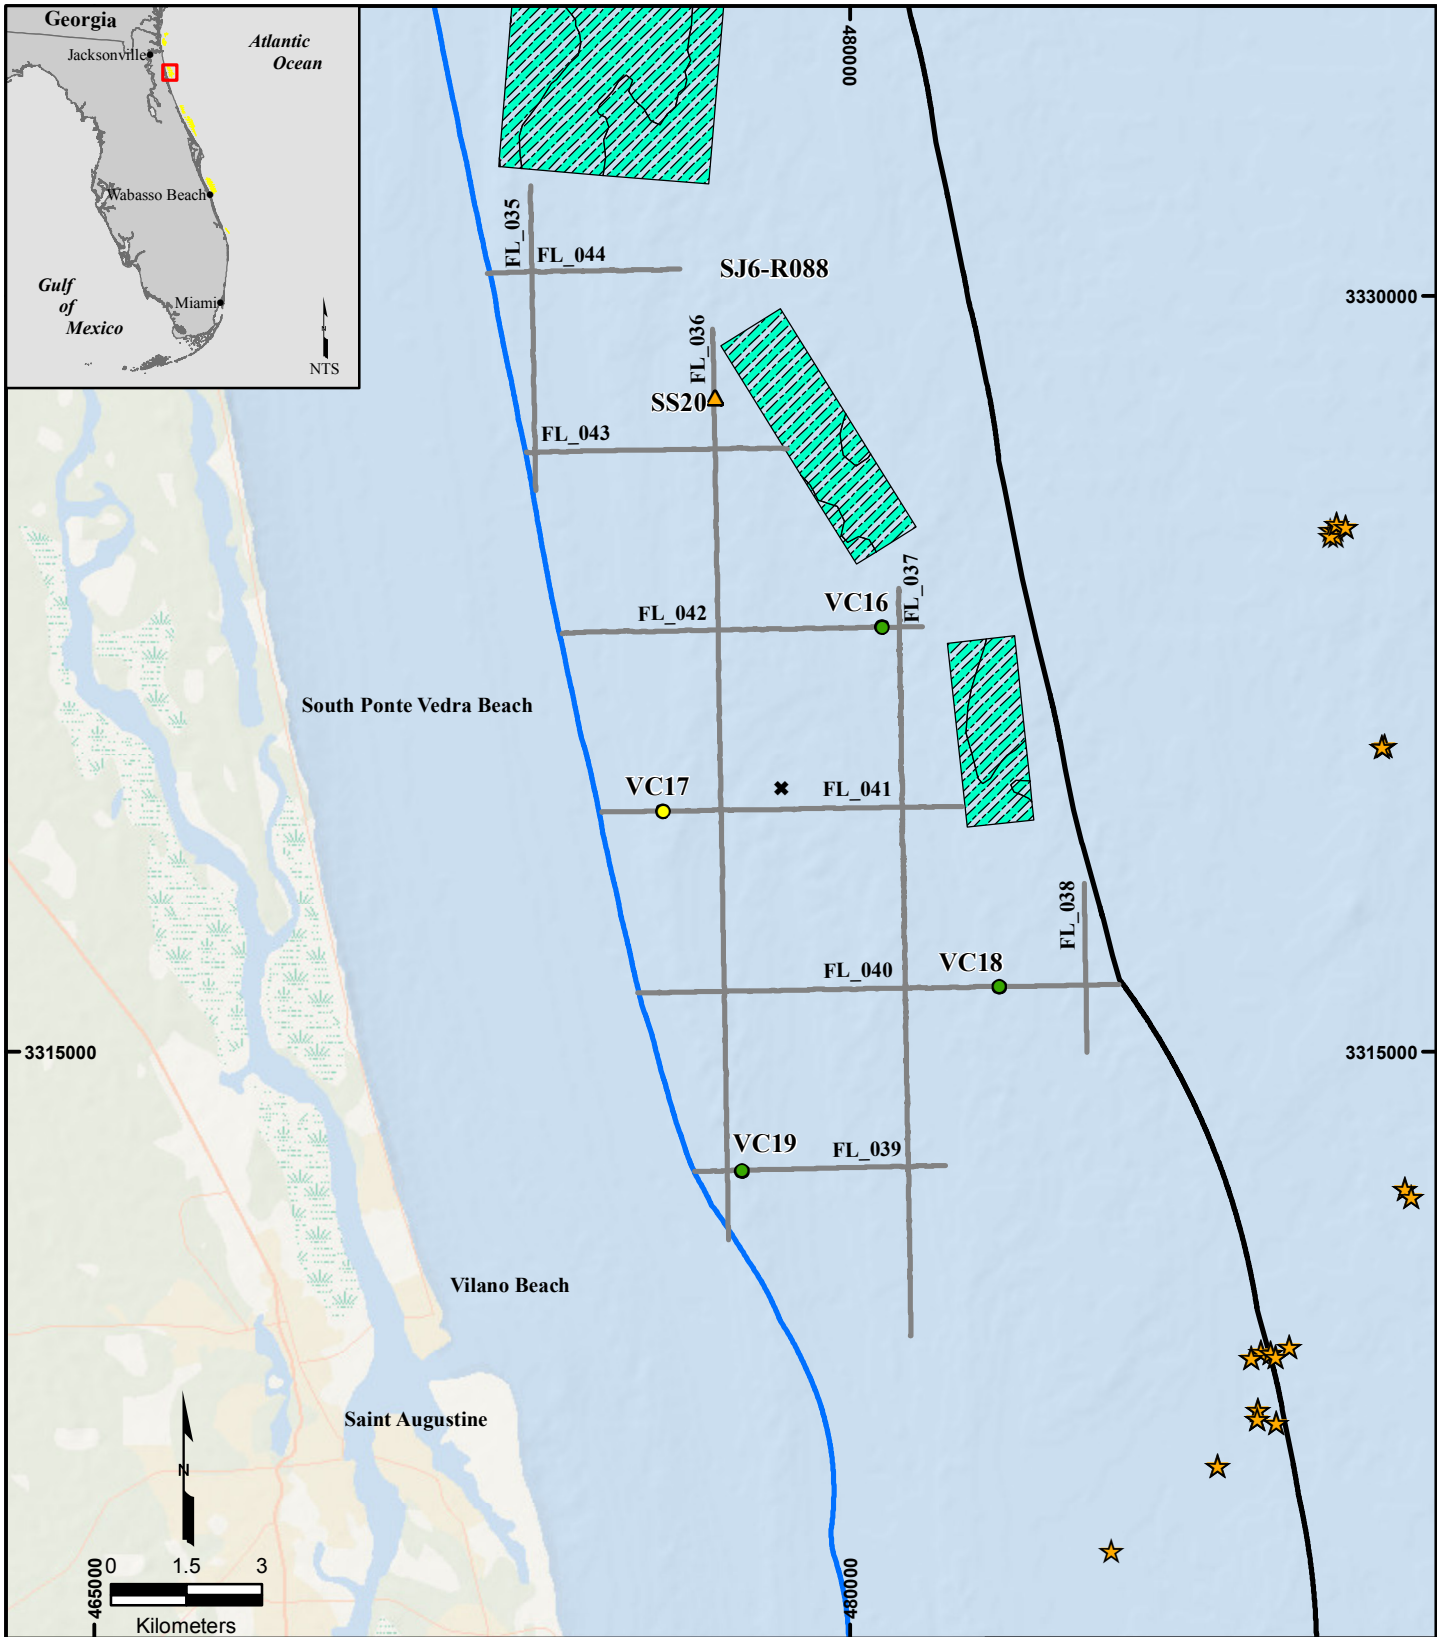 Georgia
Atlantic
Ocean
Jacksonville
Wabasso Beach
Gulf
of
Mexico
Miami
N
NTS
480000
FL_035
FL_044
SJ6-R088
3330000
FL_036
SS20
FL_043
FL_037
VC16
FL_042
South Ponte Vedra Beach
VC17
FL_041
FL_038
VC18
FL_040
3315000
3315000
VC19
FL_039
Vilano Beach
Saint Augustine
N
0 1.5 3
Kilometers
465000
480000